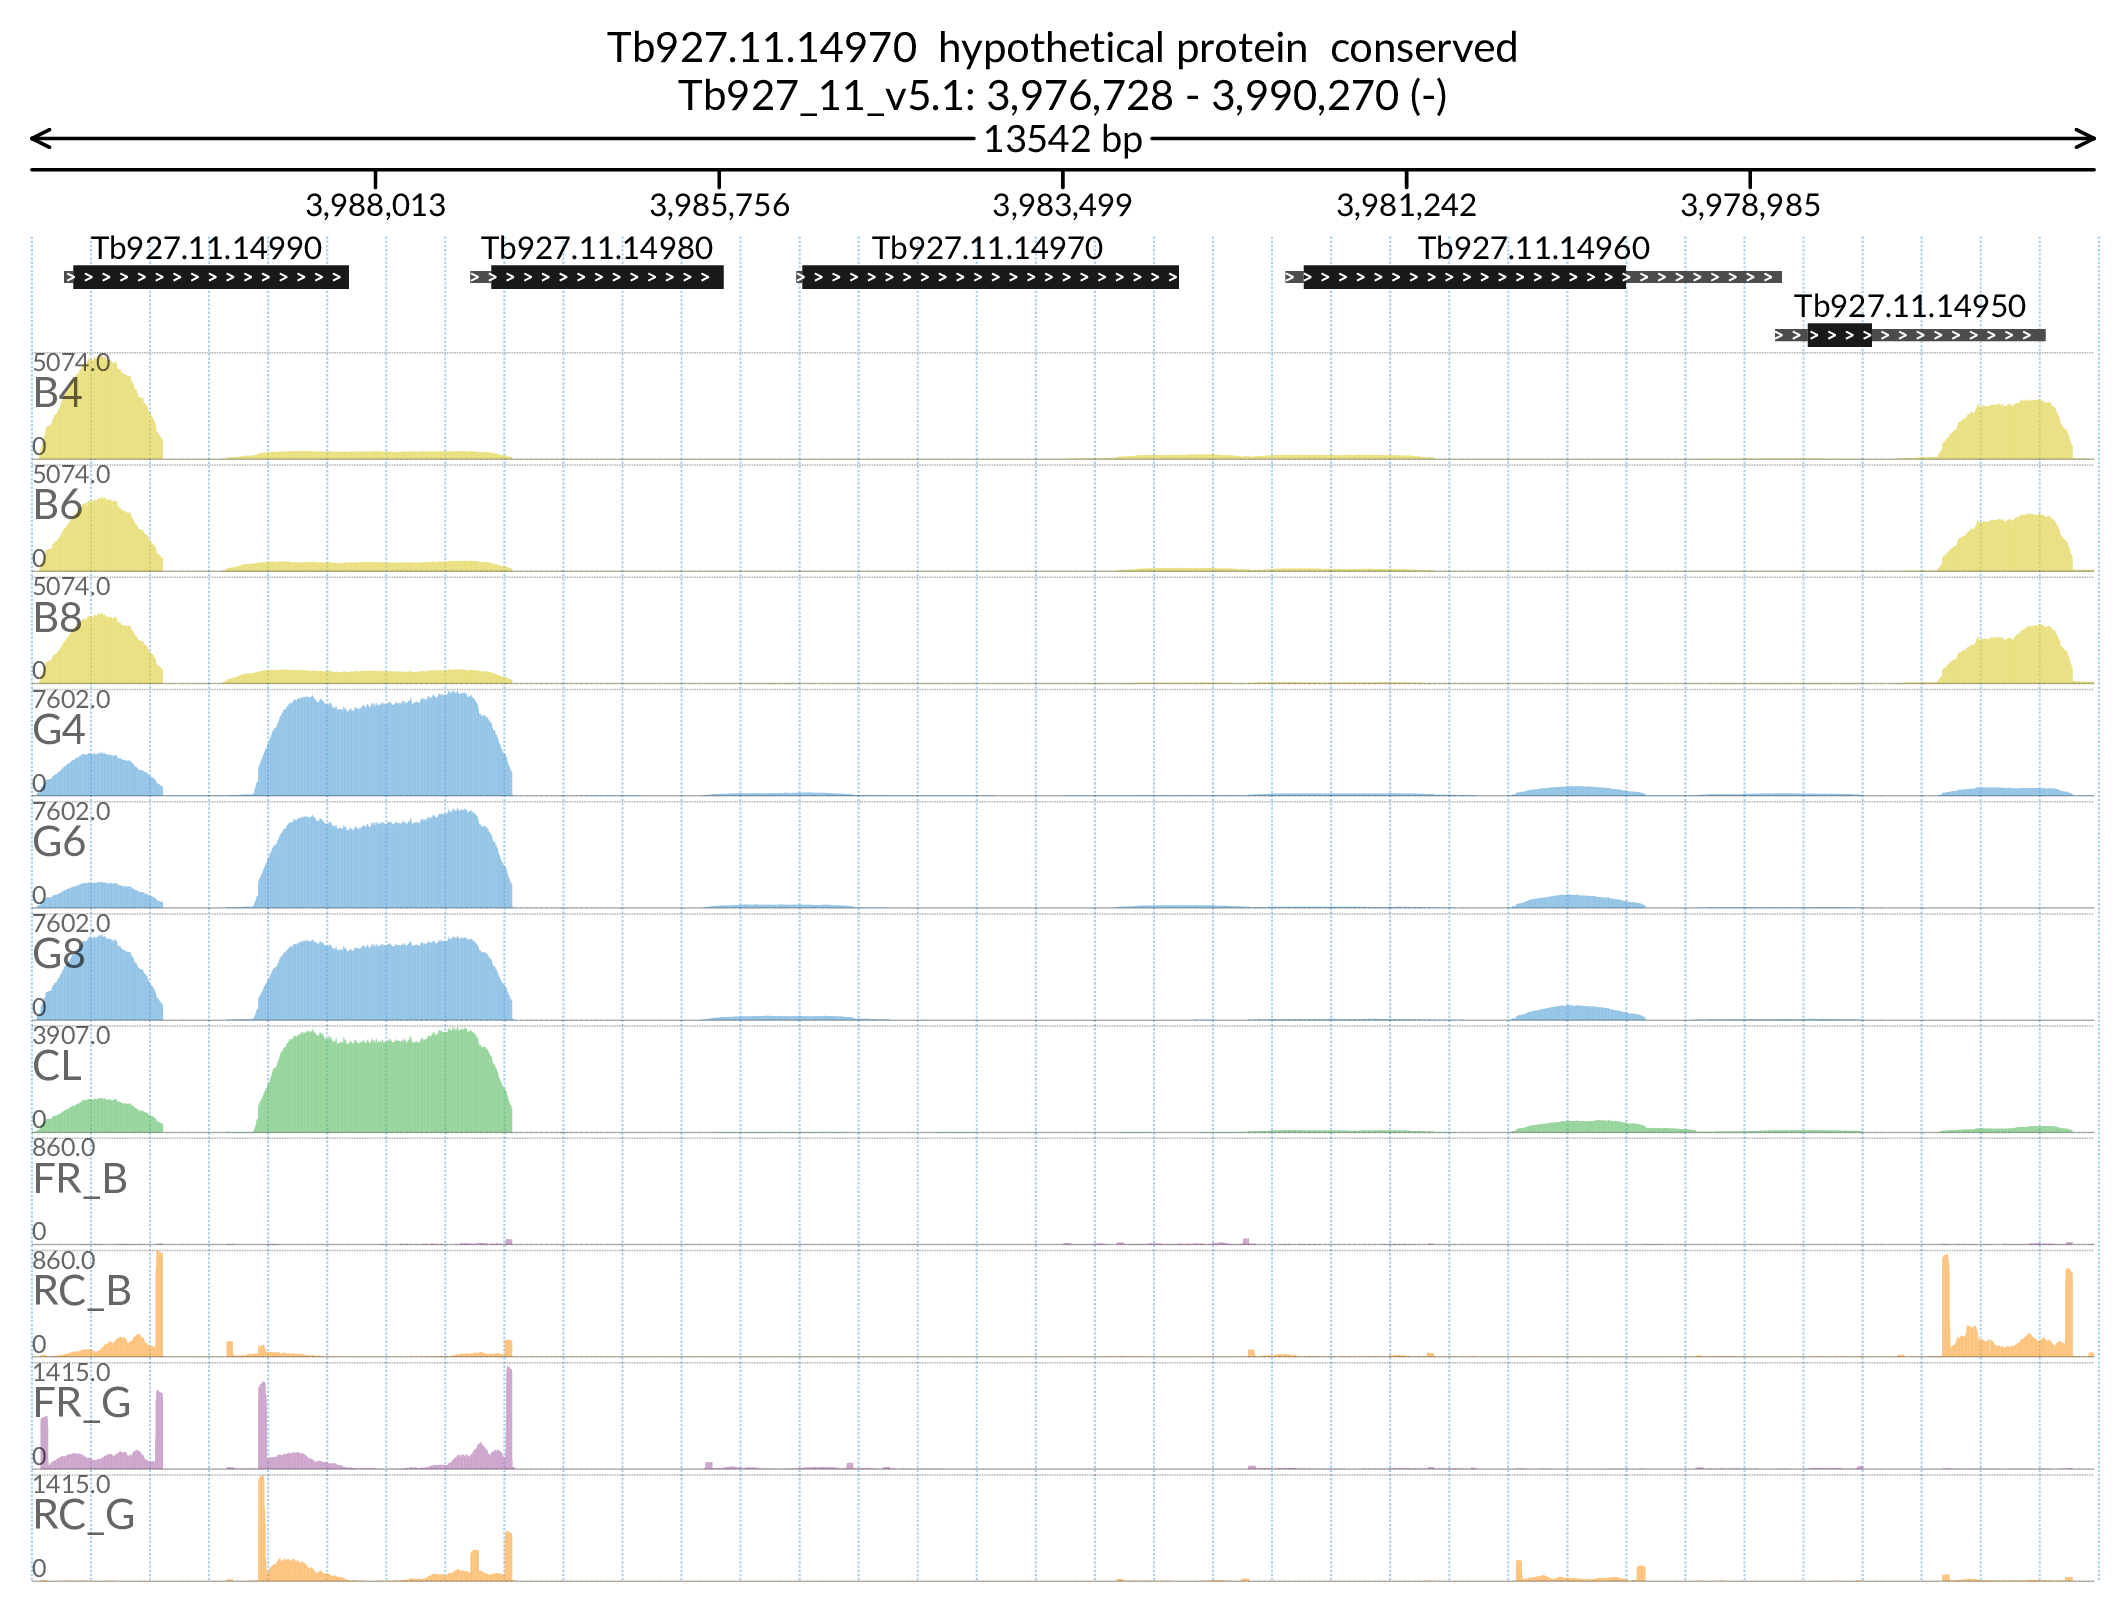 Tb927.11.14970 hypothetical protein conserved
Tb927_11_v5.1: 3,976,728 - 3,990,270 (-)
13542 bp
3,988,013 3,985,756 3,983,499 3,981,242 3,978,985
Tb927.11.14990 Tb927.11.14980 Tb927.11.14970 Tb927.11.14960
Tb927.11.14950
5074.0
B4
0
5074.0
B6
0
5074.0
B8
0
7602.0
G4
0
7602.0
G6
0
7602.0
G8
0
3907.0
CL
0
860.0
FR_B
0
860.0
RC_B
0
1415.0
FR_G
0
1415.0
RC_G
0